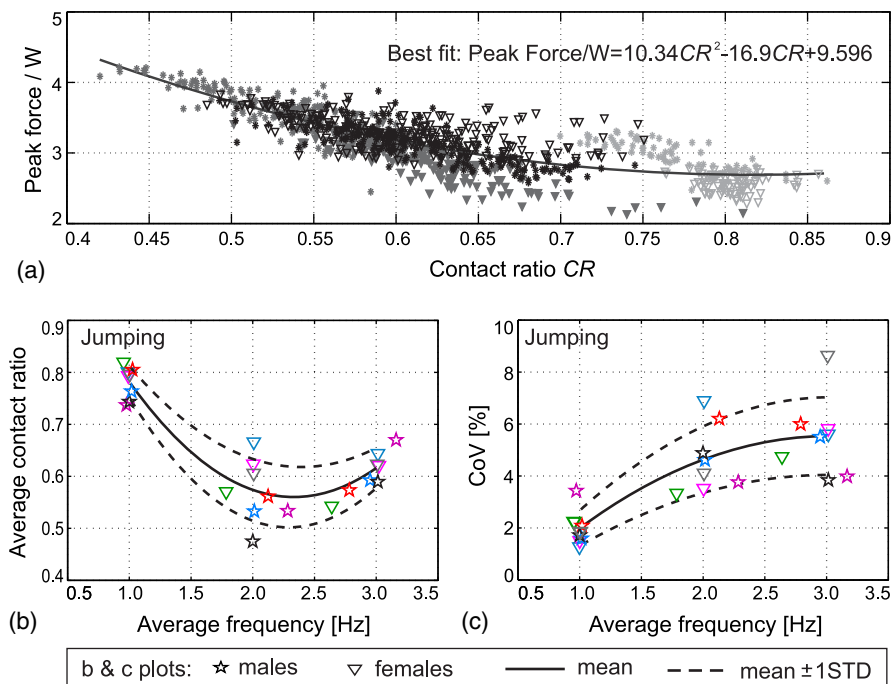 5
4
3
2
Peak force / W
Best fit: Peak Force/W=10.34CR²-16.9CR+9.596
0.4 0.45 0.5 0.55 0.6 0.65 0.7 0.75 0.8 0.85 0.9
(a)
Contact ratio CR
0.9
0.8
0.7
0.6
0.5
0.4
Average contact ratio
Jumping
0.5 1.0 1.5 2.0 2.5 3.0 3.5
(b)
Average frequency [Hz]
10
8
6
4
2
0
CoV [%]
Jumping
0.5 1.0 1.5 2.0 2.5 3.0 3.5
(c)
Average frequency [Hz]
b & c plots: males females mean mean ±1STD